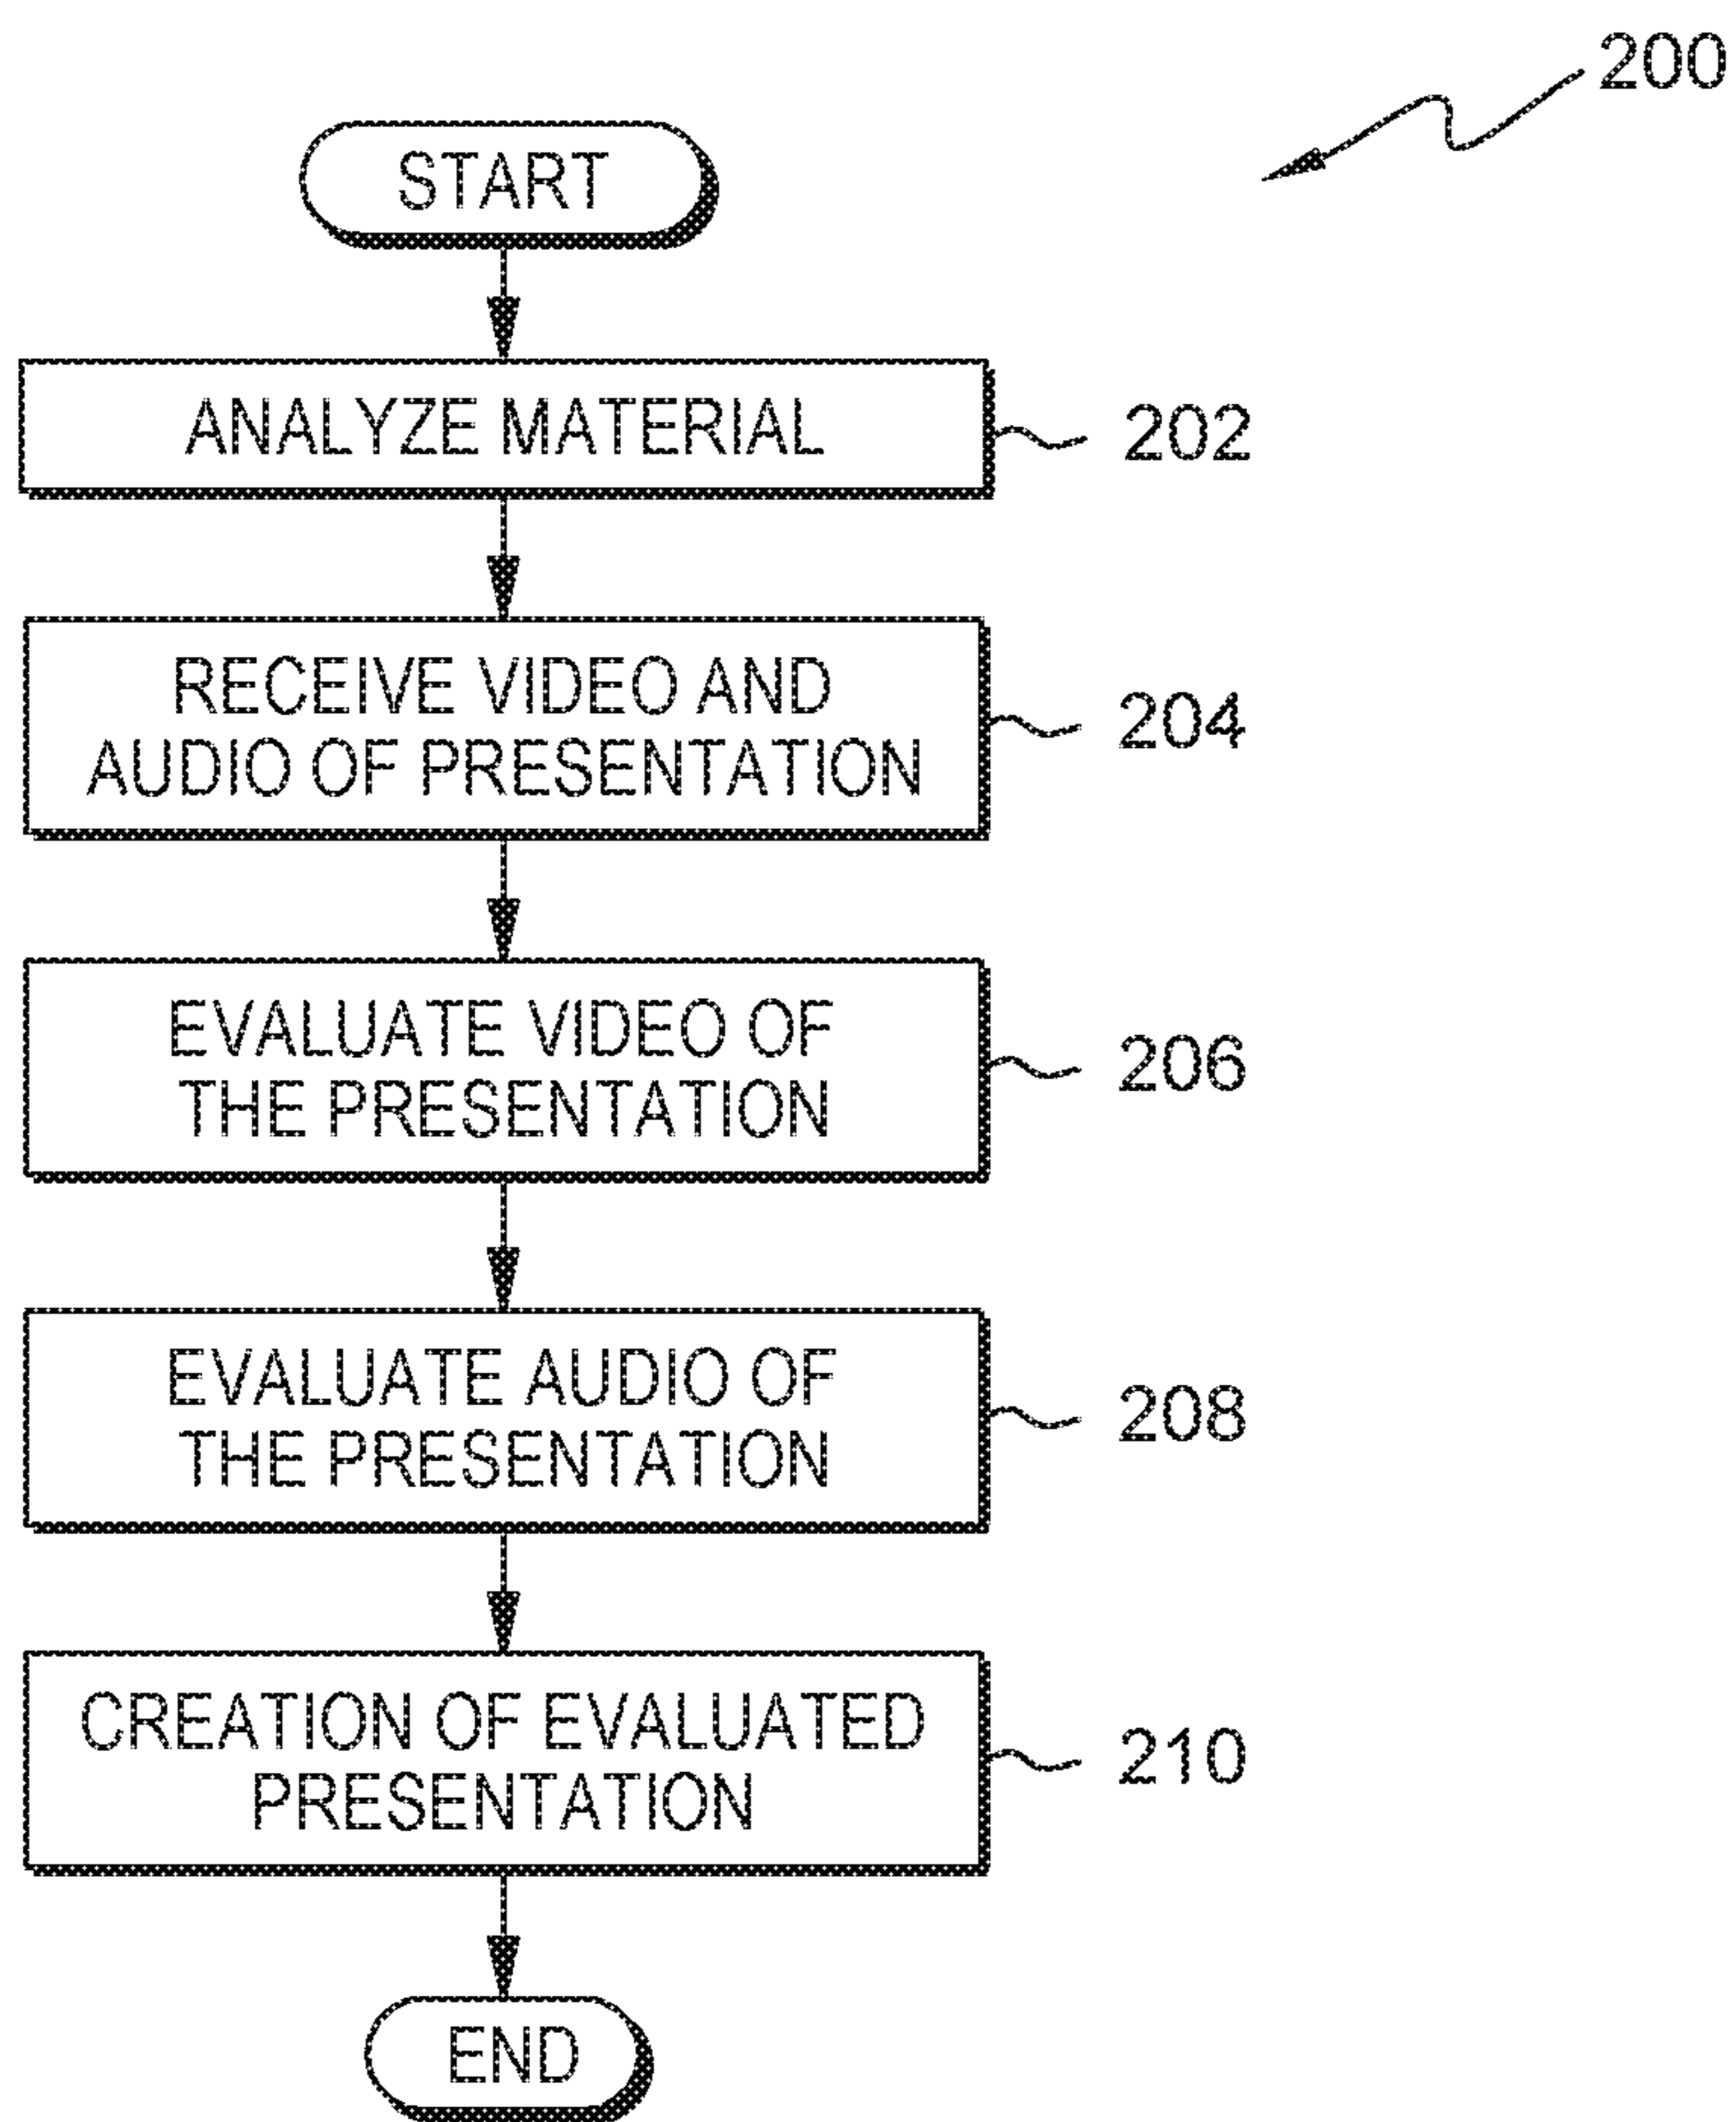 200
START
ANALYZE MATERIAL
202
RECEIVE VIDEO AND
AUDIO OF PRESENTATION
204
EVALUATE VIDEO OF
THE PRESENTATION
206
EVALUATE AUDIO OF
THE PRESENTATION
208
CREATION OF EVALUATED
PRESENTATION
210
END